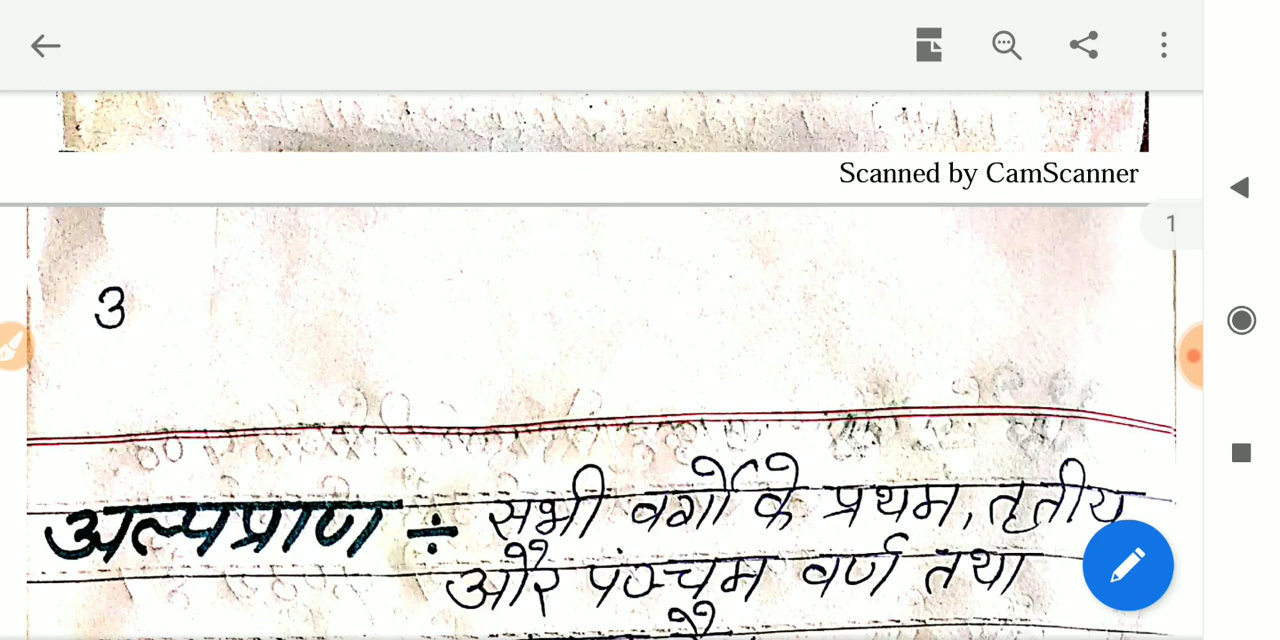 Scanned by CamScanner
1
3
अल्पप्राण ÷ सभी वर्गो के प्रथम, तृतीय
और पंञ्चम वर्ण तथा